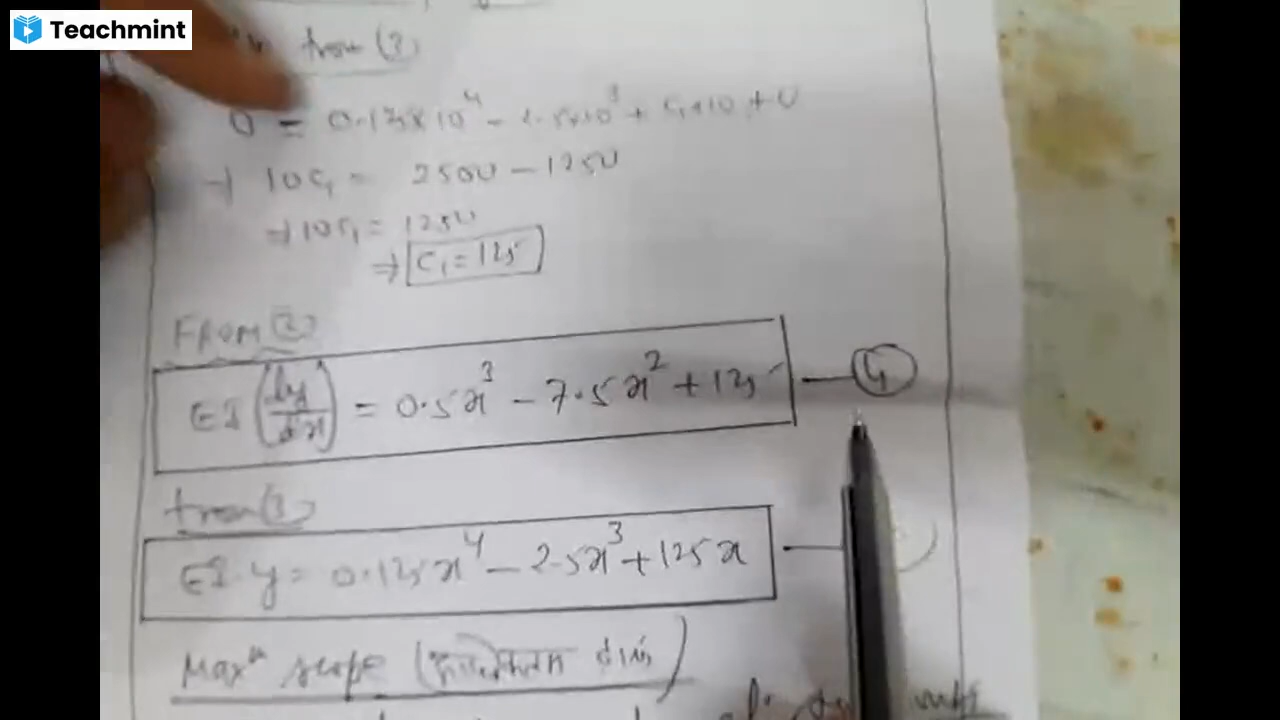 Teachmint
from (3)
0 = 0.125×10⁴ - 2.5×10³ + C₁×10 + 0
→ 10C₁ = 2500 - 1250
⇒ 10C₁ = 1250
⇒ C₁ = 125
From (2)
EI (dy/dx) = 0.5x³ - 7.5x² + 125 — (4)
from (3)
EI.y = 0.125x⁴ - 2.5x³ + 125x
Maxᵐ slope (